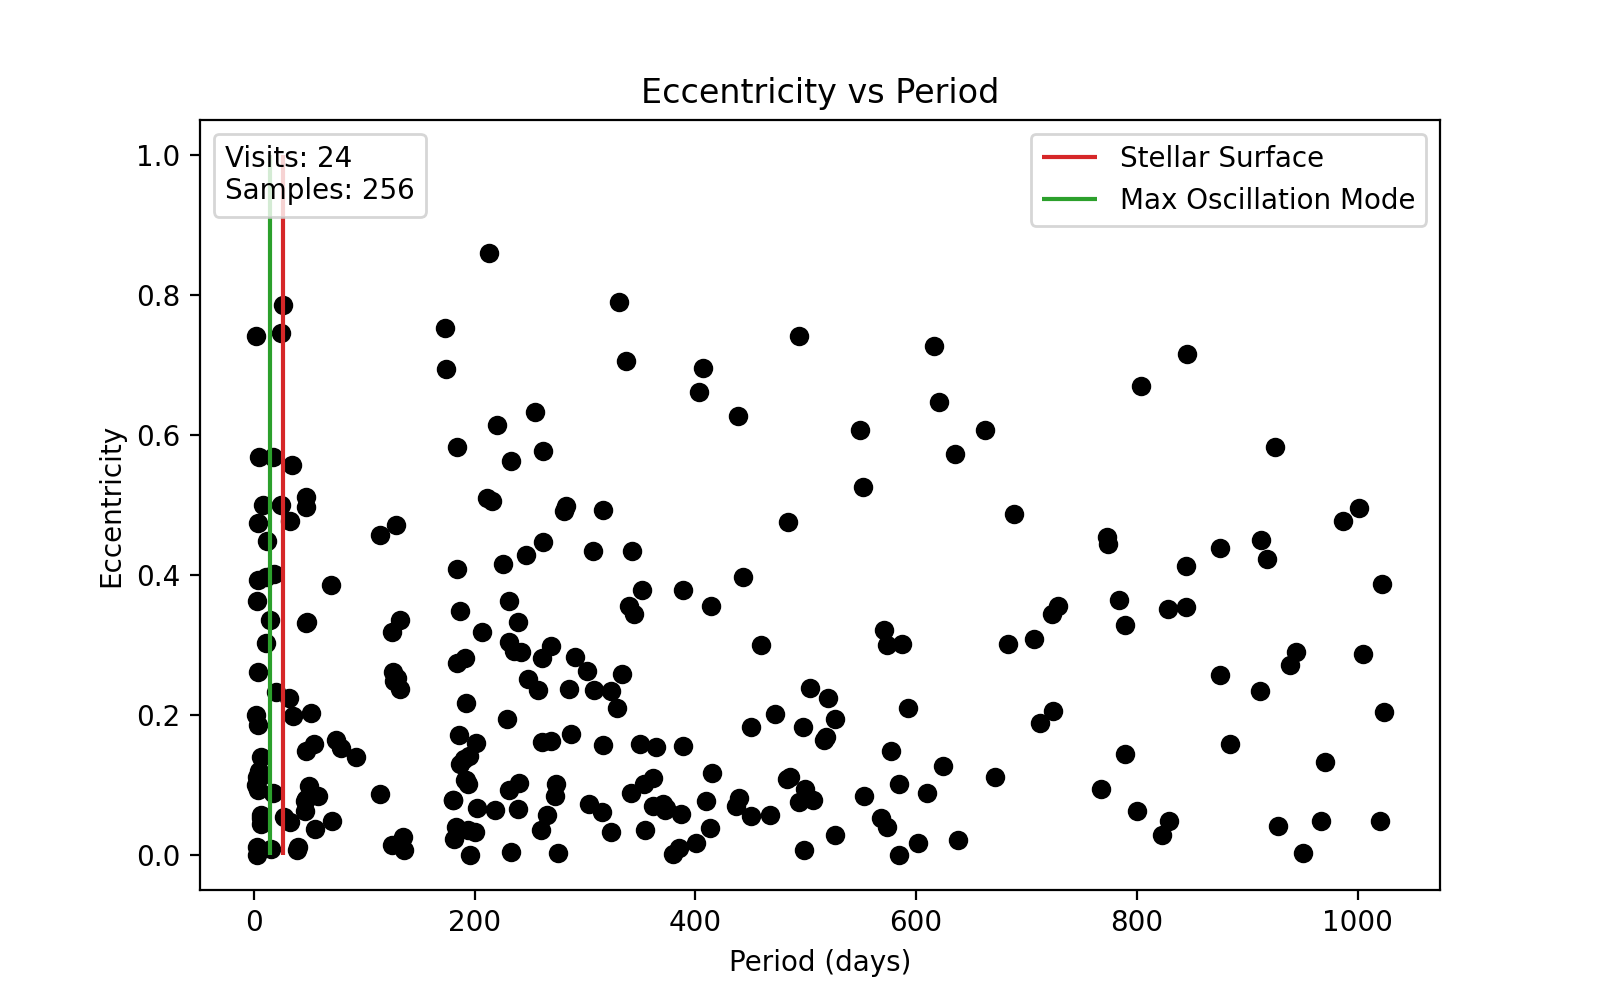 Eccentricity vs Period
Visits: 24
Samples: 256
Stellar Surface
Max Oscillation Mode
Eccentricity
1.0
0.8
0.6
0.4
0.2
0.0
0 200 400 600 800 1000
Period (days)